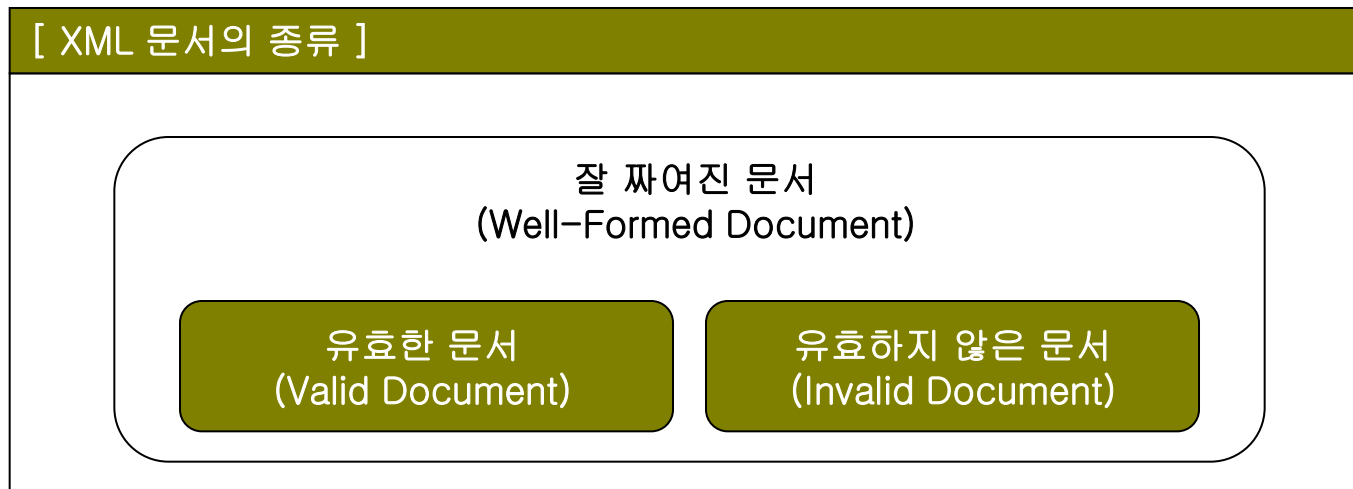 [ XML 문서의 종류 ]
잘 짜여진 문서
(Well-Formed Document)
유효한 문서
(Valid Document)
유효하지 않은 문서
(Invalid Document)